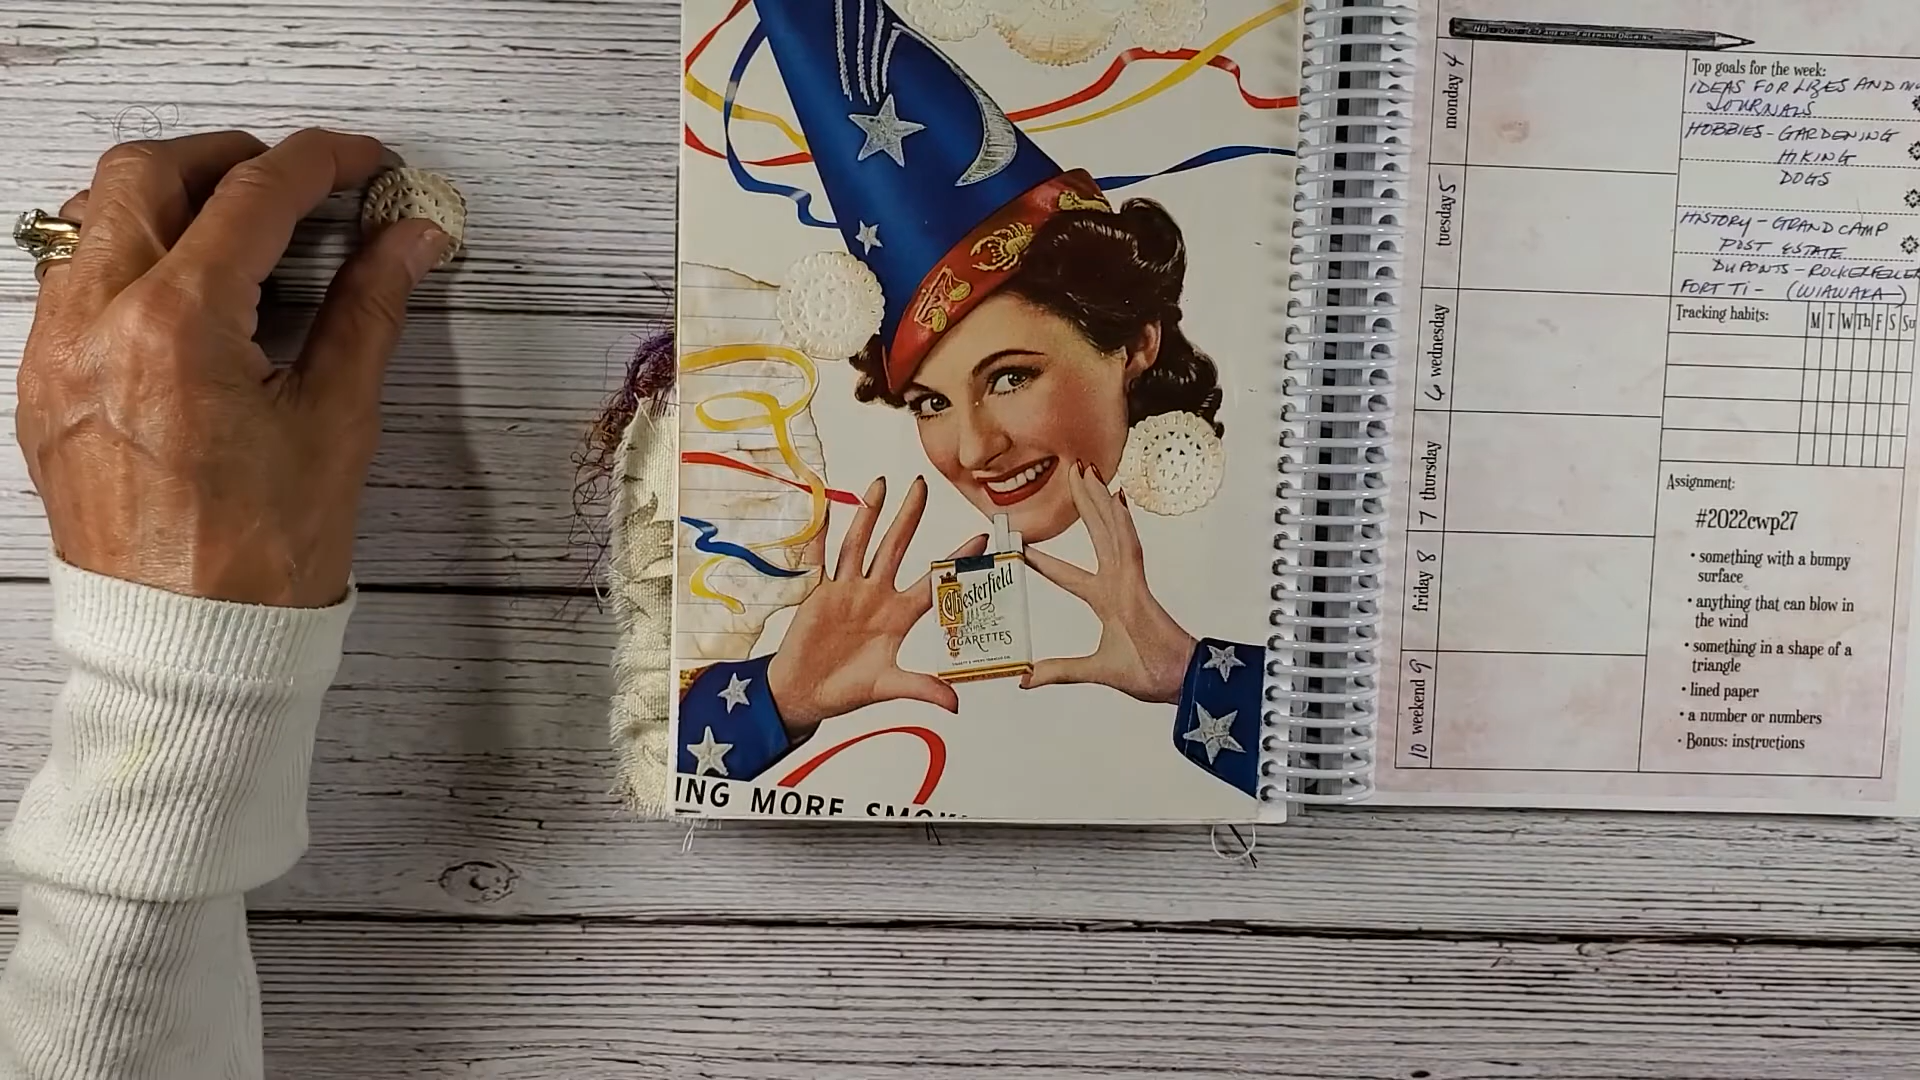 Chesterfield
CIGARETTES
ING MORE SMOK
monday 4
tuesday 5
6 wednesday
7 thursday
friday 8
10 weekend 9
Top goals for the week:
IDEAS FOR AND
JOURNALS
HOBBIES - GARDENING
HIKING
DOGS
HISTORY - GRAND CAMP
POST ESTATE
DUPONTS - ROCKERFELLER
FORT TI - (WIAWAKA)
Tracking habits:
M T W Th F S Su
Assignment:
#2022cwp27
• something with a bumpy
surface
• anything that can blow in
the wind
• something in a shape of a
triangle
• lined paper
• a number or numbers
• Bonus: instructions